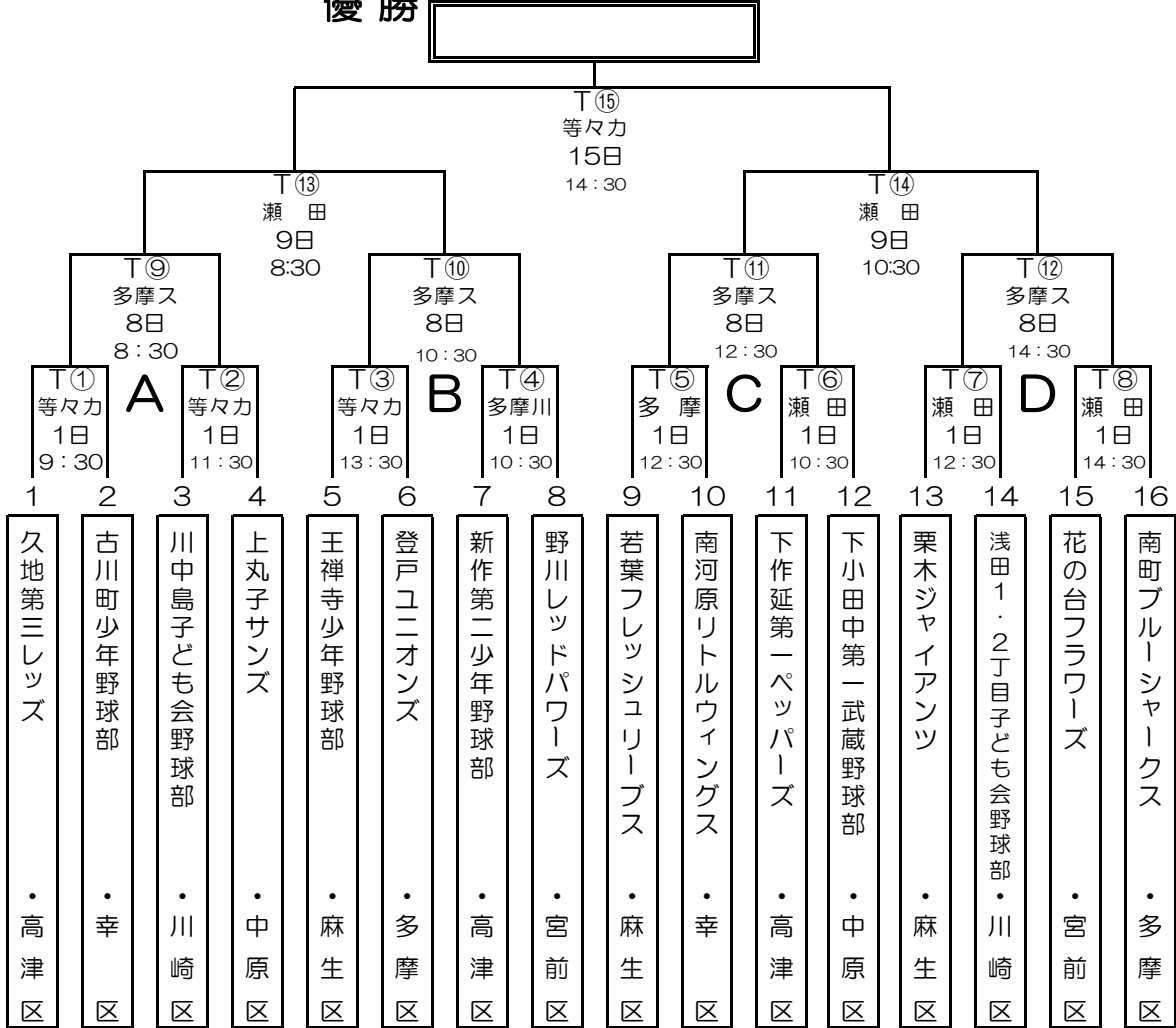 優 勝
T⑮
等々力
15日
14：30
T⑬
瀬　田
9日
8:30
T⑭
瀬　田
9日
10:30
T⑨
多摩ス
8日
8：30
T⑩
多摩ス
8日
10：30
T⑪
多摩ス
8日
12：30
T⑫
多摩ス
8日
14：30
T①
等々力
1日
9：30
A
T②
等々力
1日
11：30
T③
等々力
1日
13：30
B
T④
多摩川
1日
10：30
T⑤
多　摩
1日
12：30
C
T⑥
瀬　田
1日
10：30
T⑦
瀬　田
1日
12：30
D
T⑧
瀬　田
1日
14：30
1 2 3 4 5 6 7 8 9 10 11 12 13 14 15 16
久地第三レッズ・高津区
古川町少年野球部・幸　区
川中島子ども会野球部・川崎区
上丸子サンズ・中原区
王禅寺少年野球部・麻生区
登戸ユニオンズ・多摩区
新作第二少年野球部・高津区
野川レッドパワーズ・宮前区
若葉フレッシュリーブス・麻生区
南河原リトルウィングス・幸　区
下作延第一ペッパーズ・高津区
下小田中第一武蔵野球部・中原区
栗木ジャイアンツ・麻生区
浅田１・２丁目子ども会野球部・川崎区
花の台フラワーズ・宮前区
南町ブルーシャークス・多摩区